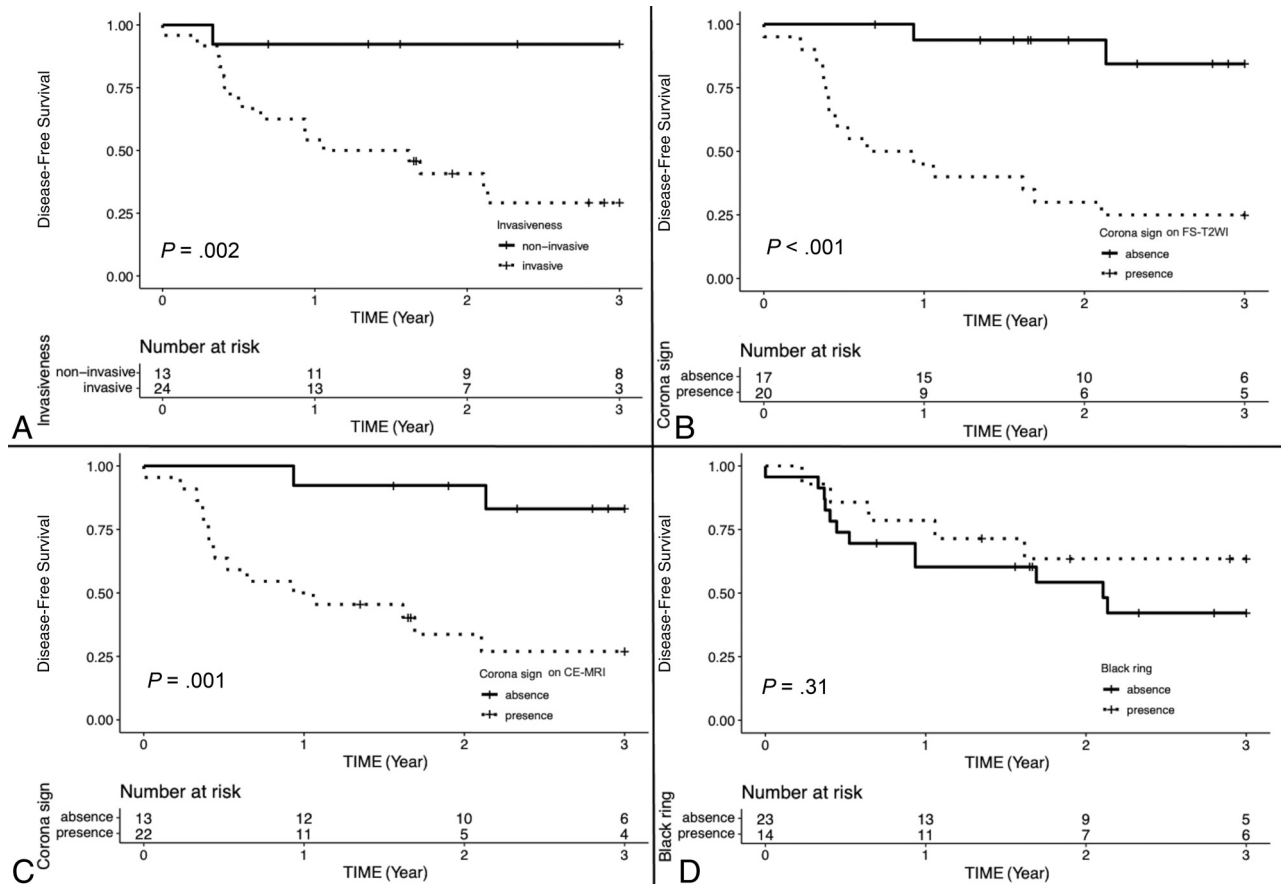 1.00
0.75
0.50
0.25
0.00
Disease-Free Survival
P = .002
Invasiveness
non-invasive
invasive
0 1 2 3
TIME (Year)
Number at risk
Invasiveness
non-invasive 13 11 9 8
invasive 24 13 7 3
0 1 2 3
TIME (Year)
A
1.00
0.75
0.50
0.25
0.00
Disease-Free Survival
P < .001
Corona sign on FS-T2WI
absence
presence
0 1 2 3
TIME (Year)
Number at risk
Corona sign
absence 17 15 10 6
presence 20 9 6 5
0 1 2 3
TIME (Year)
B
1.00
0.75
0.50
0.25
0.00
Disease-Free Survival
P = .001
Corona sign on CE-MRI
absence
presence
0 1 2 3
TIME (Year)
Number at risk
Corona sign
absence 13 12 10 6
presence 22 11 5 4
0 1 2 3
TIME (Year)
C
1.00
0.75
0.50
0.25
0.00
Disease-Free Survival
P = .31
Black ring
absence
presence
0 1 2 3
TIME (Year)
Number at risk
Black ring
absence 23 13 9 5
presence 14 11 7 6
0 1 2 3
TIME (Year)
D